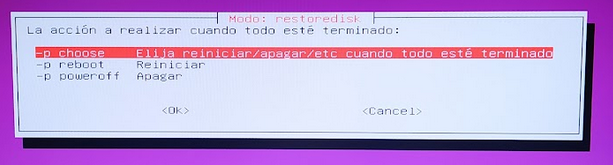 Modo: restoredisk
La acción a realizar cuando todo esté terminado:
-p choose Elija reiniciar/apagar/etc cuando todo esté terminado
-p reboot Reiniciar
-p poweroff Apagar
<Ok> <Cancel>